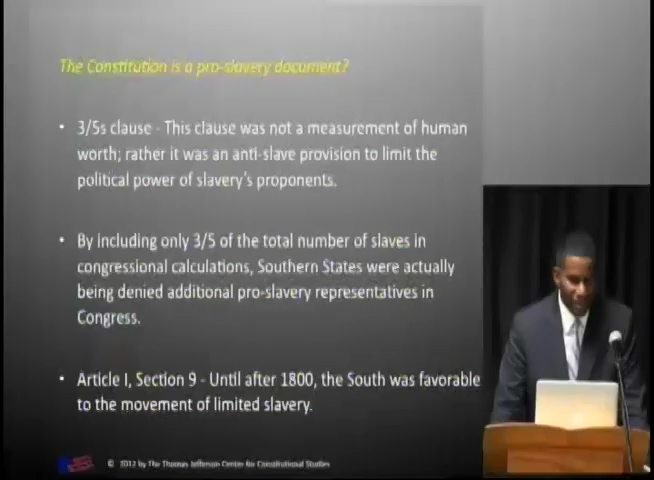 The Constitution is a pro-slavery document?
• 3/5s clause - This clause was not a measurement of human
worth; rather it was an anti-slave provision to limit the
political power of slavery's proponents.
• By including only 3/5 of the total number of slaves in
congressional calculations, Southern States were actually
being denied additional pro-slavery representatives in
Congress.
• Article I, Section 9 - Until after 1800, the South was favorable
to the movement of limited slavery.
© 2012 by The Thomas Jefferson Center for Constitutional Studies